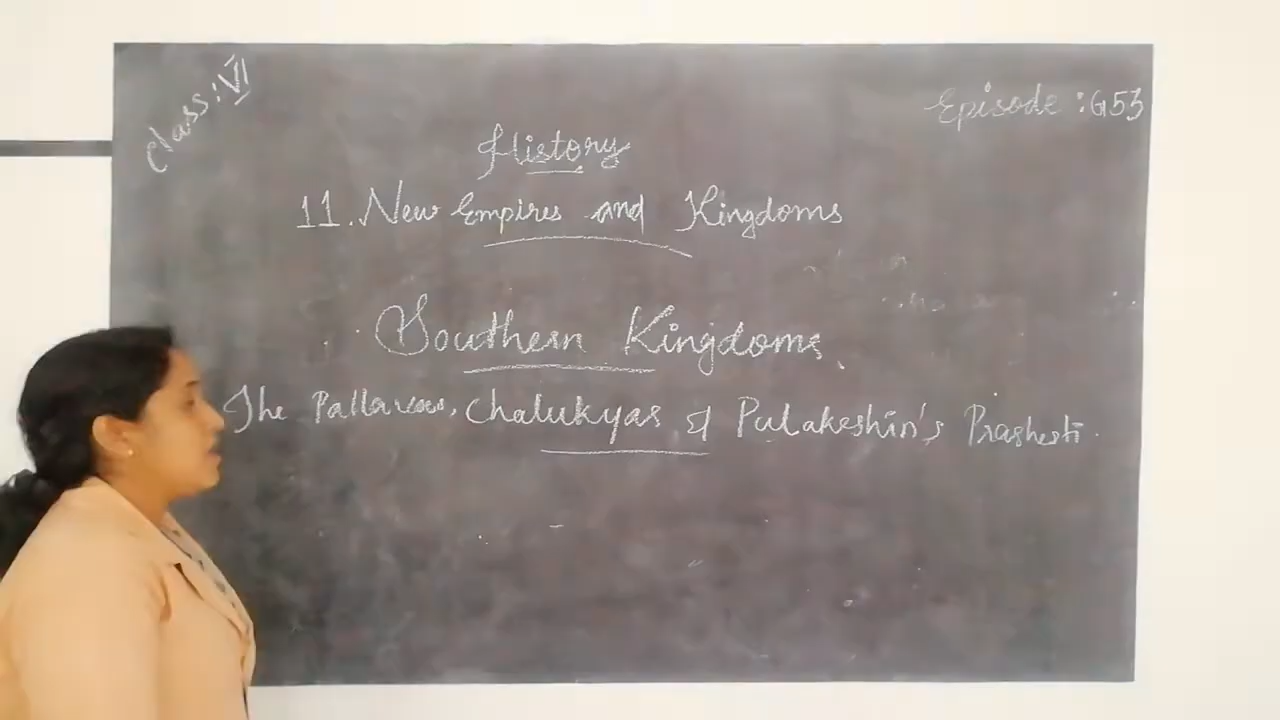 Class: VI
Episode: G53
History
11. New Empires and Kingdoms
Southern Kingdoms
The Pallavas, Chalukyas & Pulakeshin's Prashasti.